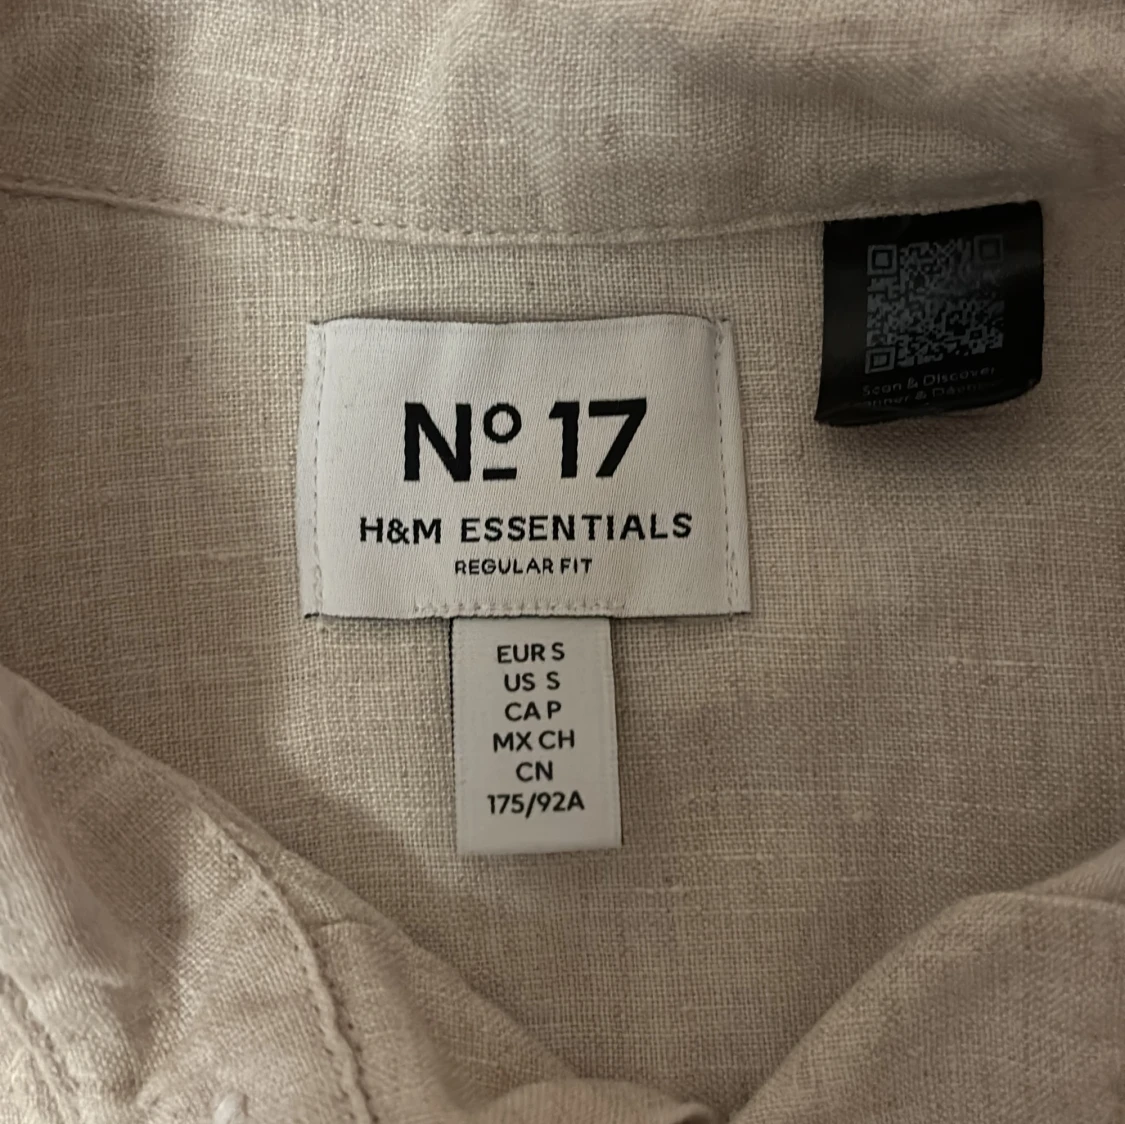 Nº 17
H&M ESSENTIALS
REGULAR FIT
EUR S
US S
CA P
MX CH
CN
175/92A
Scan & Discover